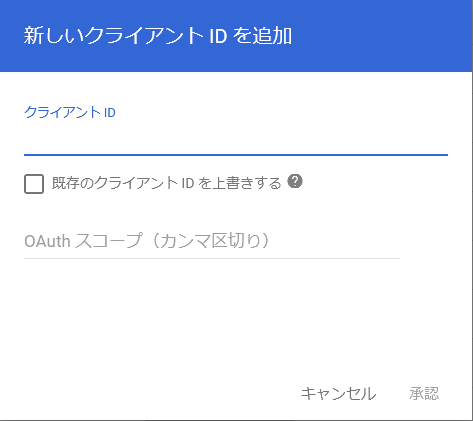 新しいクライアント ID を追加
クライアント ID
既存のクライアント ID を上書きする ?
OAuth スコープ（カンマ区切り）
キャンセル 承認